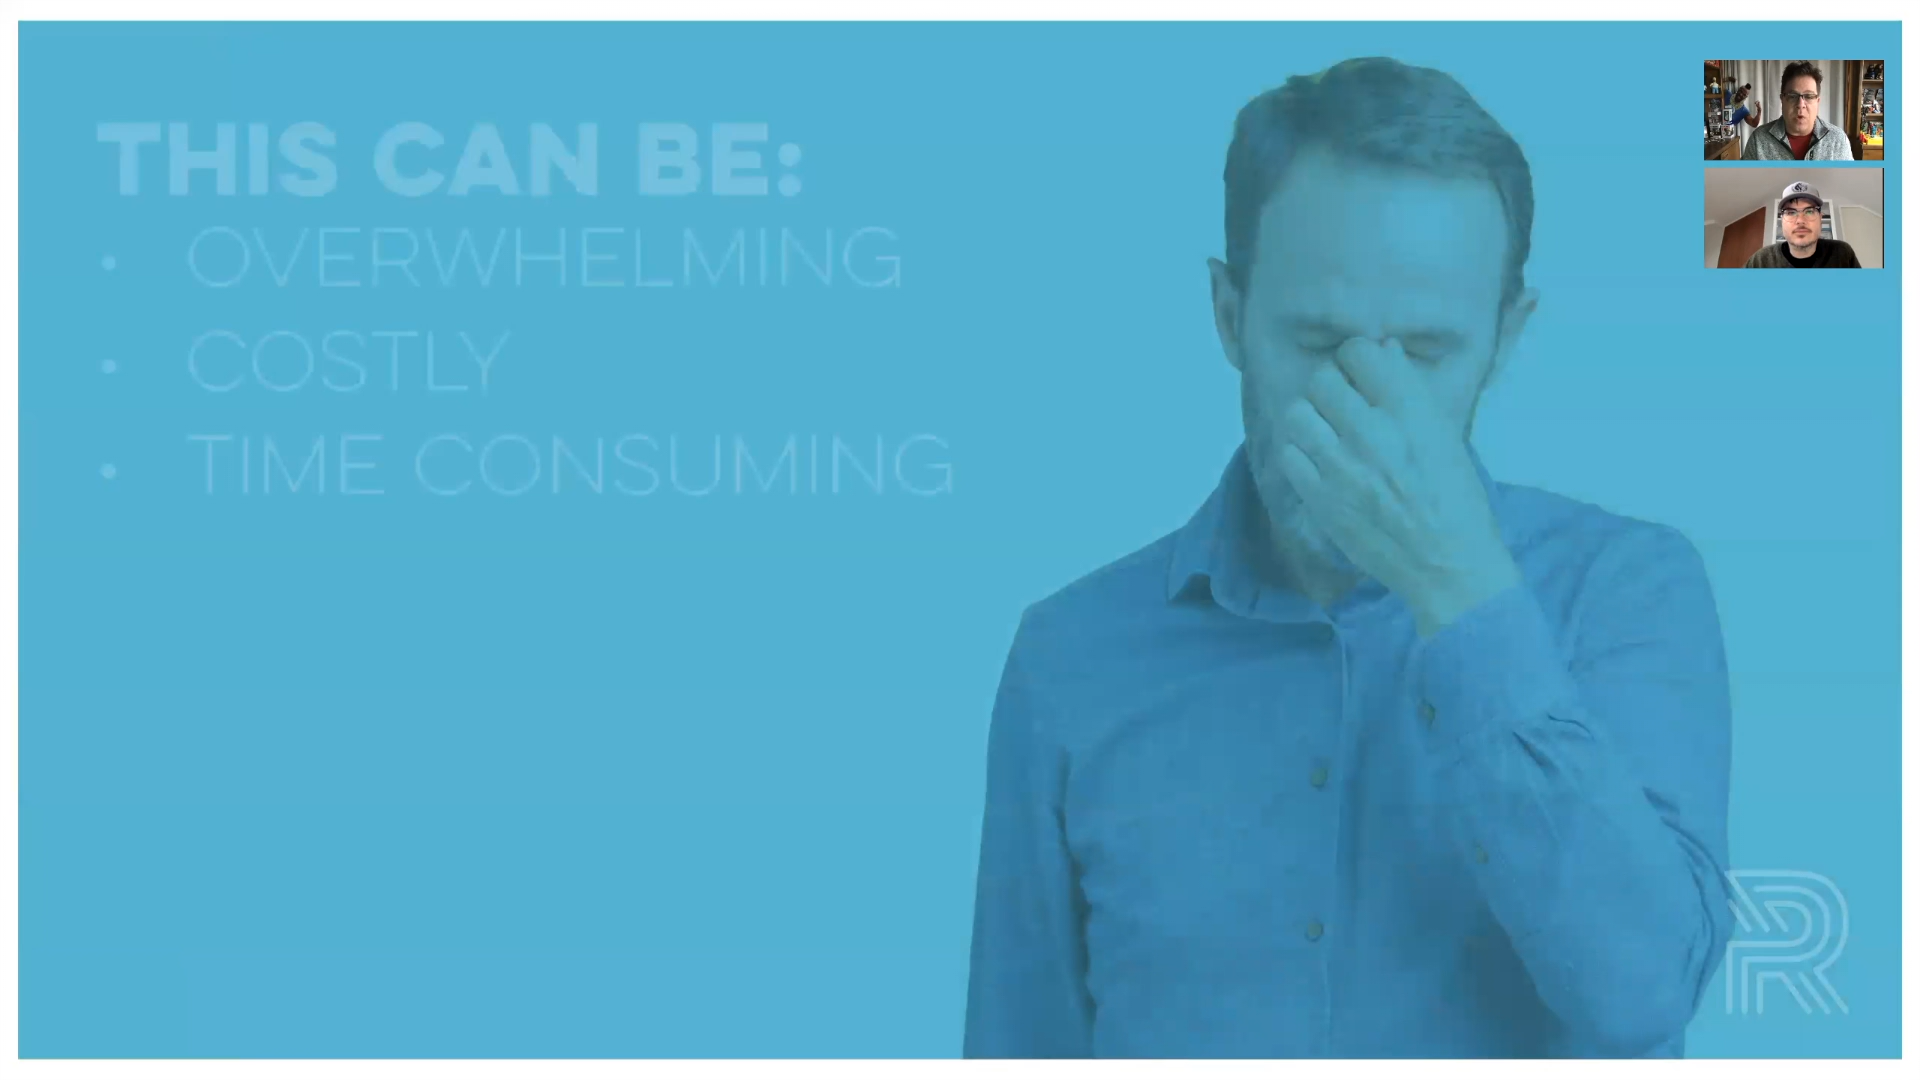 THIS CAN BE:
• OVERWHELMING
• COSTLY
• TIME CONSUMING
R